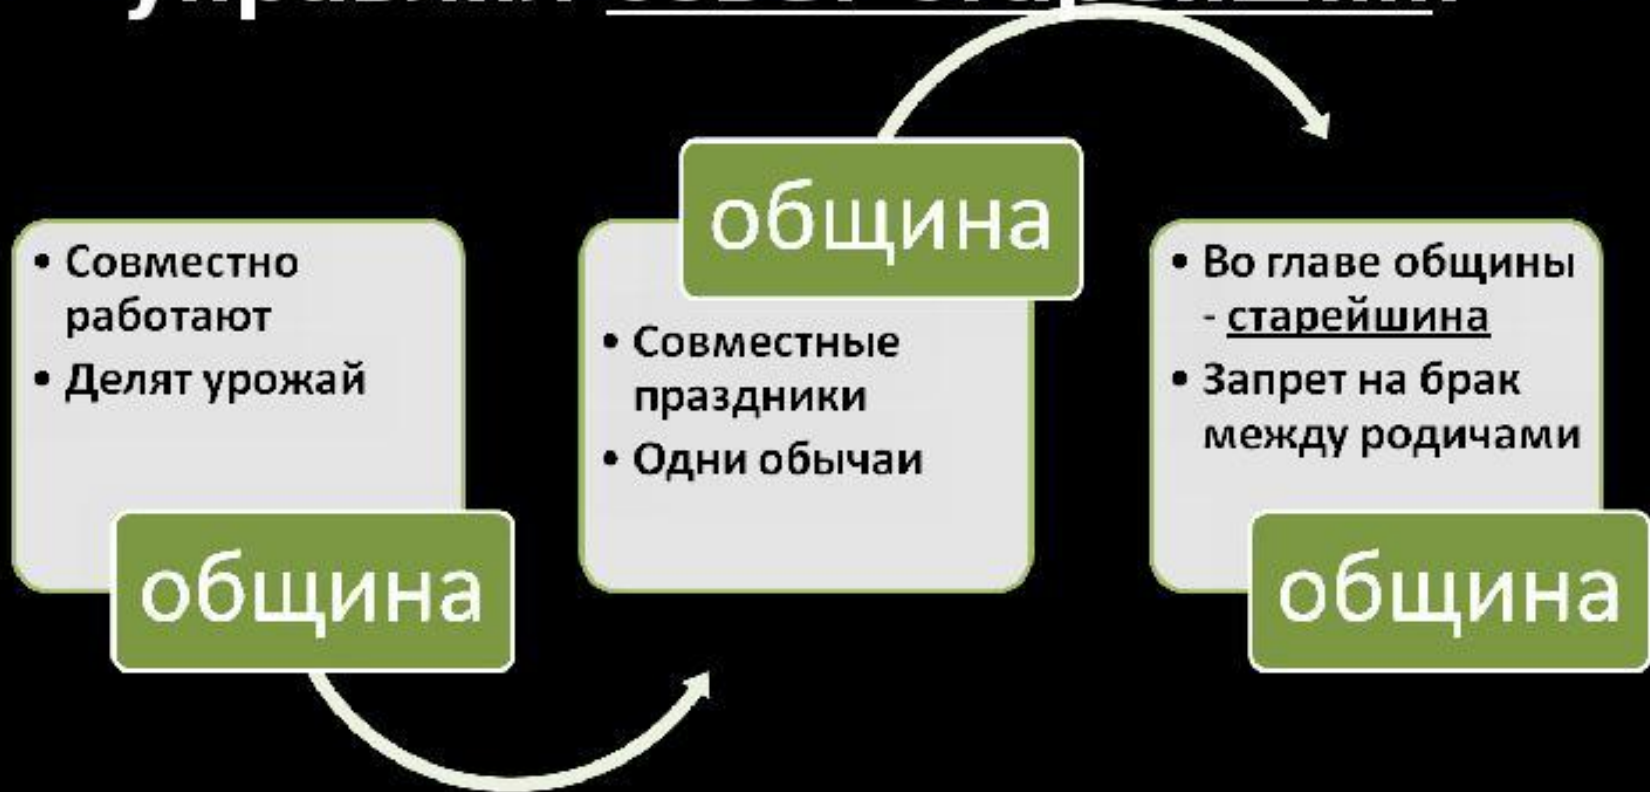 • Совместно
работают
• Делят урожай
община
община
• Совместные
праздники
• Одни обычаи
• Во главе общины
- старейшина
• Запрет на брак
между родичами
община